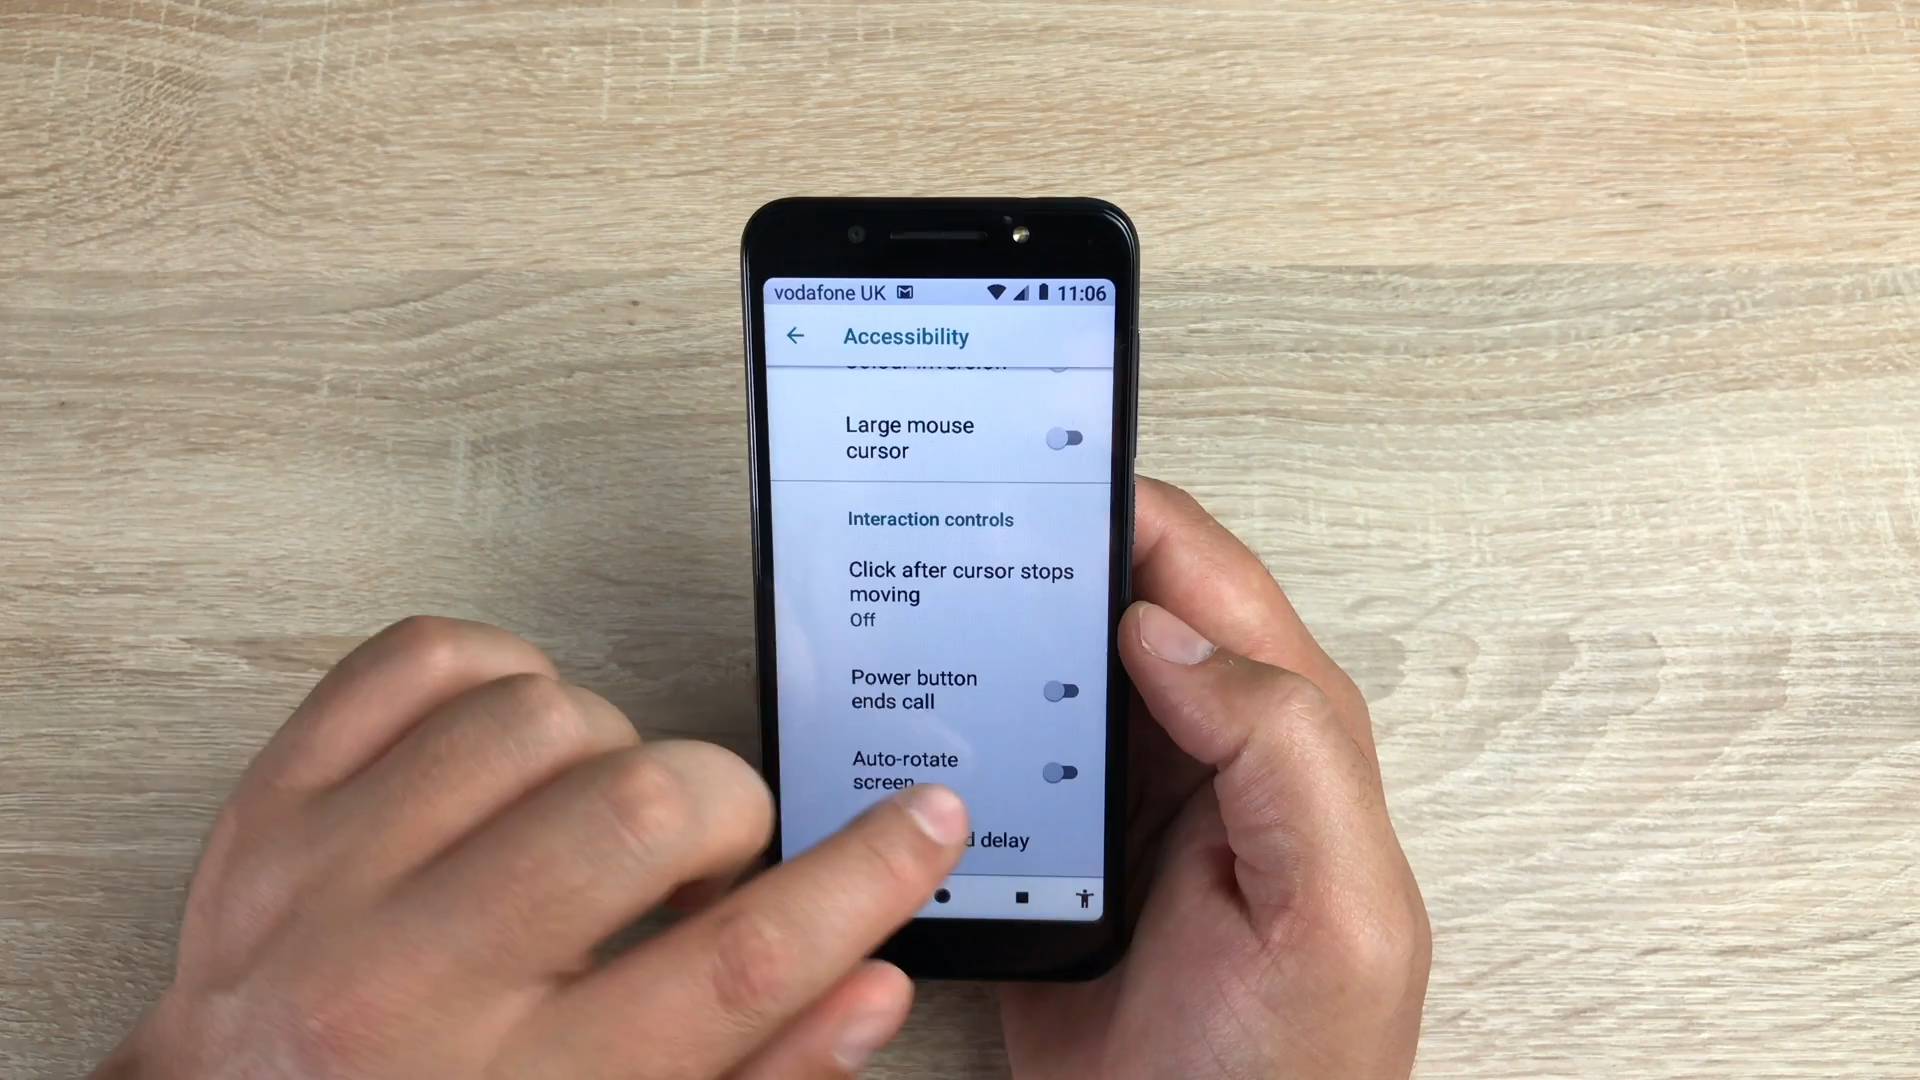 vodafone UK 11:06
Accessibility
Large mouse
cursor
Interaction controls
Click after cursor stops
moving
Off
Power button
ends call
Auto-rotate
screen
delay